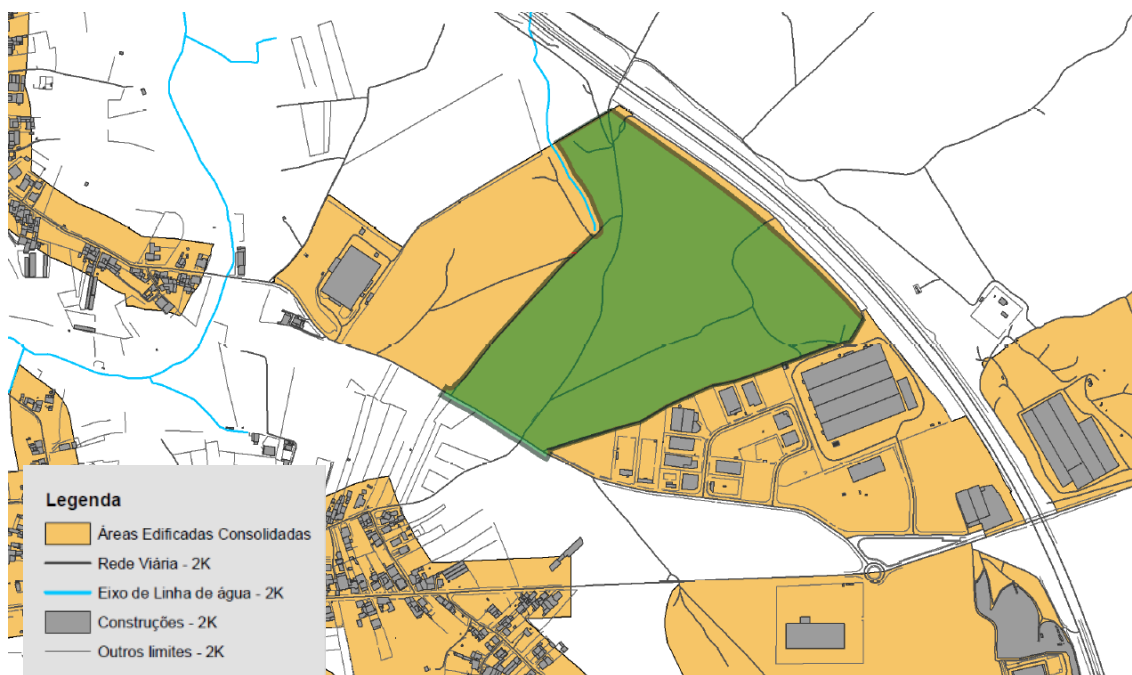 Legenda
Áreas Edificadas Consolidadas
Rede Viária - 2K
Eixo de Linha de água - 2K
Construções - 2K
Outros limites - 2K